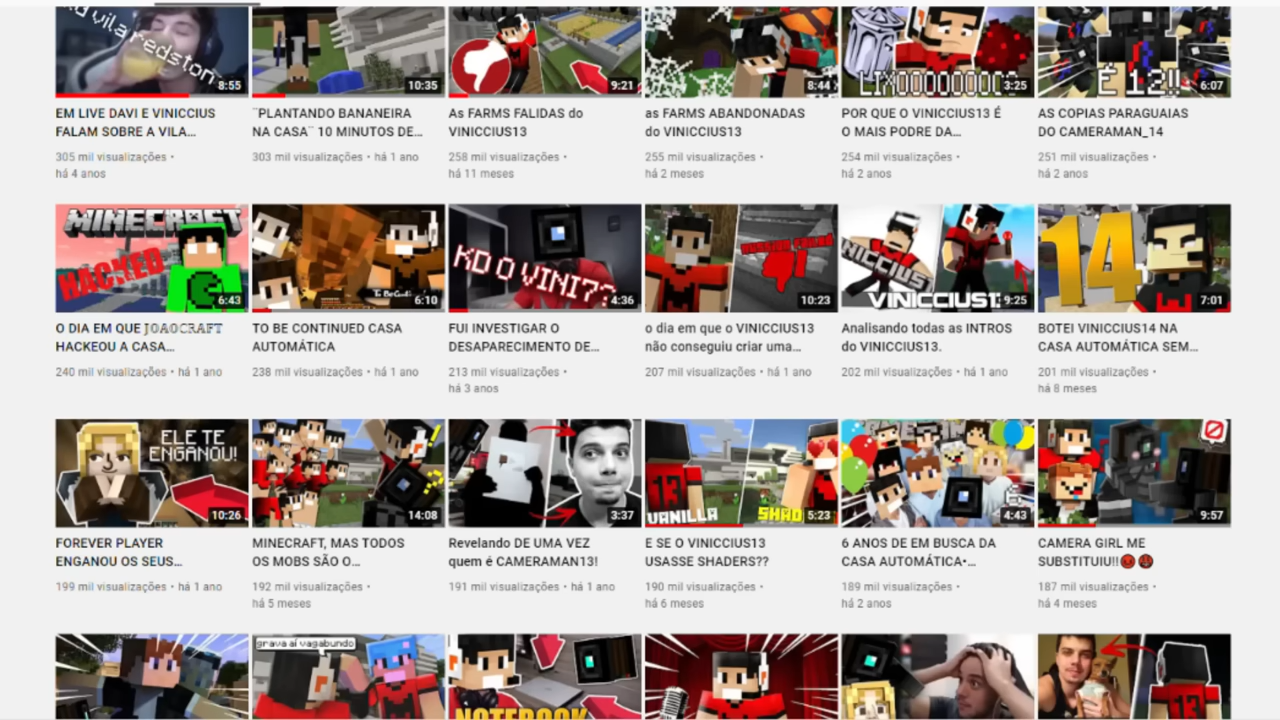 kd vila redstone
8:55
10:35
9:21
8:44
LIXOOOOOOOOO
3:25
É 12!!
6:07
EM LIVE DAVI E VINICCIUS
FALAM SOBRE A VILA...
305 mil visualizações •
há 4 anos
¨PLANTANDO BANANEIRA
NA CASA¨ 10 MINUTOS DE...
303 mil visualizações • há 1 ano
As FARMS FALIDAS do
VINICCIUS13
258 mil visualizações •
há 11 meses
as FARMS ABANDONADAS
do VINICCIUS13
255 mil visualizações •
há 2 meses
POR QUE O VINICCIUS13 É
O MAIS PODRE DA...
254 mil visualizações •
há 2 anos
AS COPIAS PARAGUAIAS
DO CAMERAMAN_14
251 mil visualizações •
há 2 anos
MINECRAFT
HACKED
6:43
To Be Continued
6:10
KD O VINI??
4:36
10:23
VINICCIUS
VINICCIUS13
9:25
14
7:01
O DIA EM QUE 𝕁𝕆𝔸𝕆ℂℝ𝔸𝔽𝕋
HACKEOU A CASA...
240 mil visualizações • há 1 ano
TO BE CONTINUED CASA
AUTOMÁTICA
238 mil visualizações • há 1 ano
FUI INVESTIGAR O
DESAPARECIMENTO DE...
213 mil visualizações •
há 3 anos
o dia em que o VINICCIUS13
não conseguiu criar uma...
207 mil visualizações • há 1 ano
Analisando todas as INTROS
do VINICCIUS13.
202 mil visualizações • há 1 ano
BOTEI VINICCIUS14 NA
CASA AUTOMÁTICA SEM...
201 mil visualizações •
há 8 meses
ELE TE
ENGANOU!
10:26
14:08
3:37
13
VANILLA
SHAD
5:23
4:43
9:57
FOREVER PLAYER
ENGANOU OS SEUS...
199 mil visualizações • há 1 ano
MINECRAFT, MAS TODOS
OS MOBS SÃO O...
192 mil visualizações •
há 5 meses
Revelando DE UMA VEZ
quem é CAMERAMAN13!
191 mil visualizações • há 1 ano
E SE O VINICCIUS13
USASSE SHADERS??
190 mil visualizações •
há 6 meses
6 ANOS DE EM BUSCA DA
CASA AUTOMÁTICA•...
189 mil visualizações •
há 2 anos
CAMERA GIRL ME
SUBSTITUIU!!😡👿
187 mil visualizações •
há 4 meses
grava aí vagabundo
NOTEBOOK
13